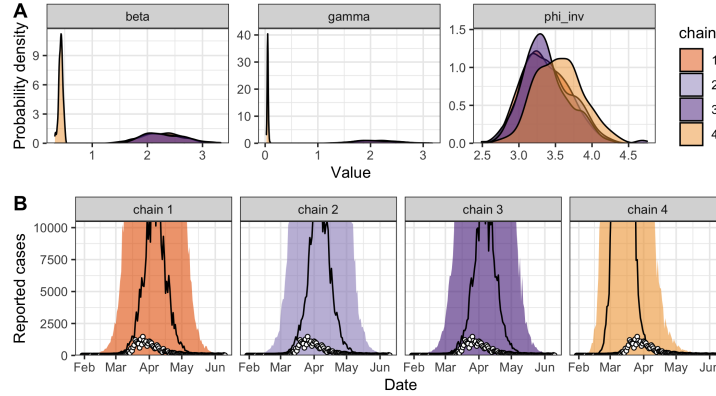 A
beta
gamma
phi_inv
Probability density
9
6
3
0
1
2
3
40
30
20
10
0
0
1
2
3
1.5
1.0
0.5
0.0
2.5
3.0
3.5
4.0
4.5
Value
chain
1
2
3
4
B
chain 1
chain 2
chain 3
chain 4
Reported cases
10000
7500
5000
2500
0
Feb Mar Apr May Jun
Feb Mar Apr May Jun
Feb Mar Apr May Jun
Feb Mar Apr May Jun
Date